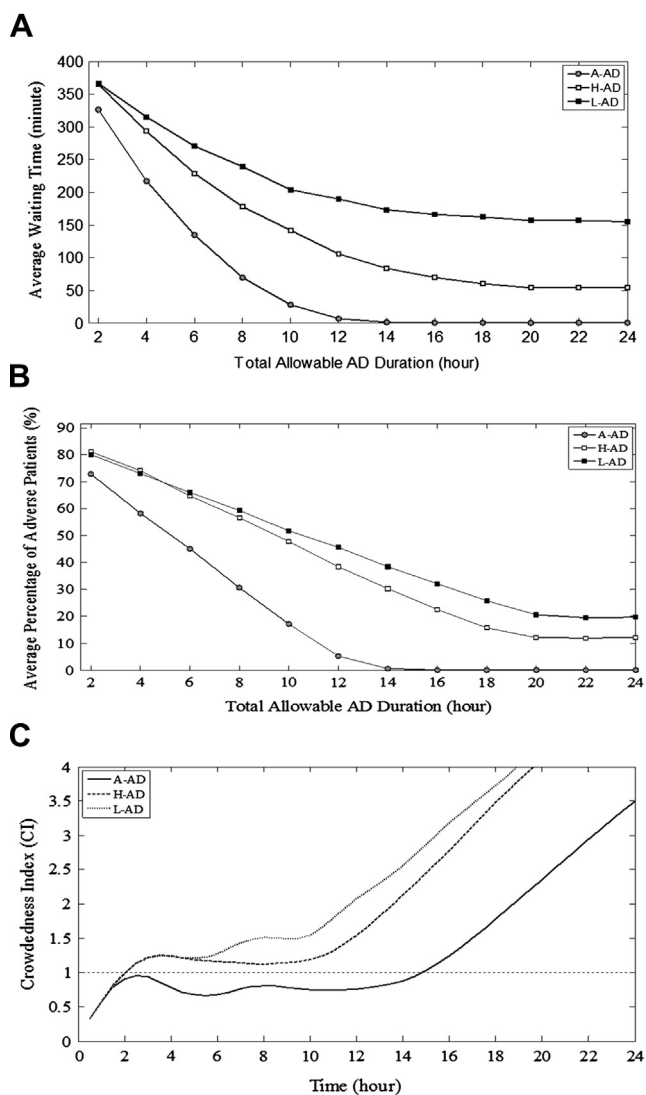 A
Average Waiting Time (minute)
400
350
300
250
200
150
100
50
0
A-AD
H-AD
L-AD
2 4 6 8 10 12 14 16 18 20 22 24
Total Allowable AD Duration (hour)
B
Average Percentage of Adverse Patients (%)
90
80
70
60
50
40
30
20
10
0
A-AD
H-AD
L-AD
2 4 6 8 10 12 14 16 18 20 22 24
Total Allowable AD Duration (hour)
C
Crowdedness Index (CI)
4
3.5
3
2.5
2
1.5
1
0.5
0
A-AD
H-AD
L-AD
0 2 4 6 8 10 12 14 16 18 20 22 24
Time (hour)